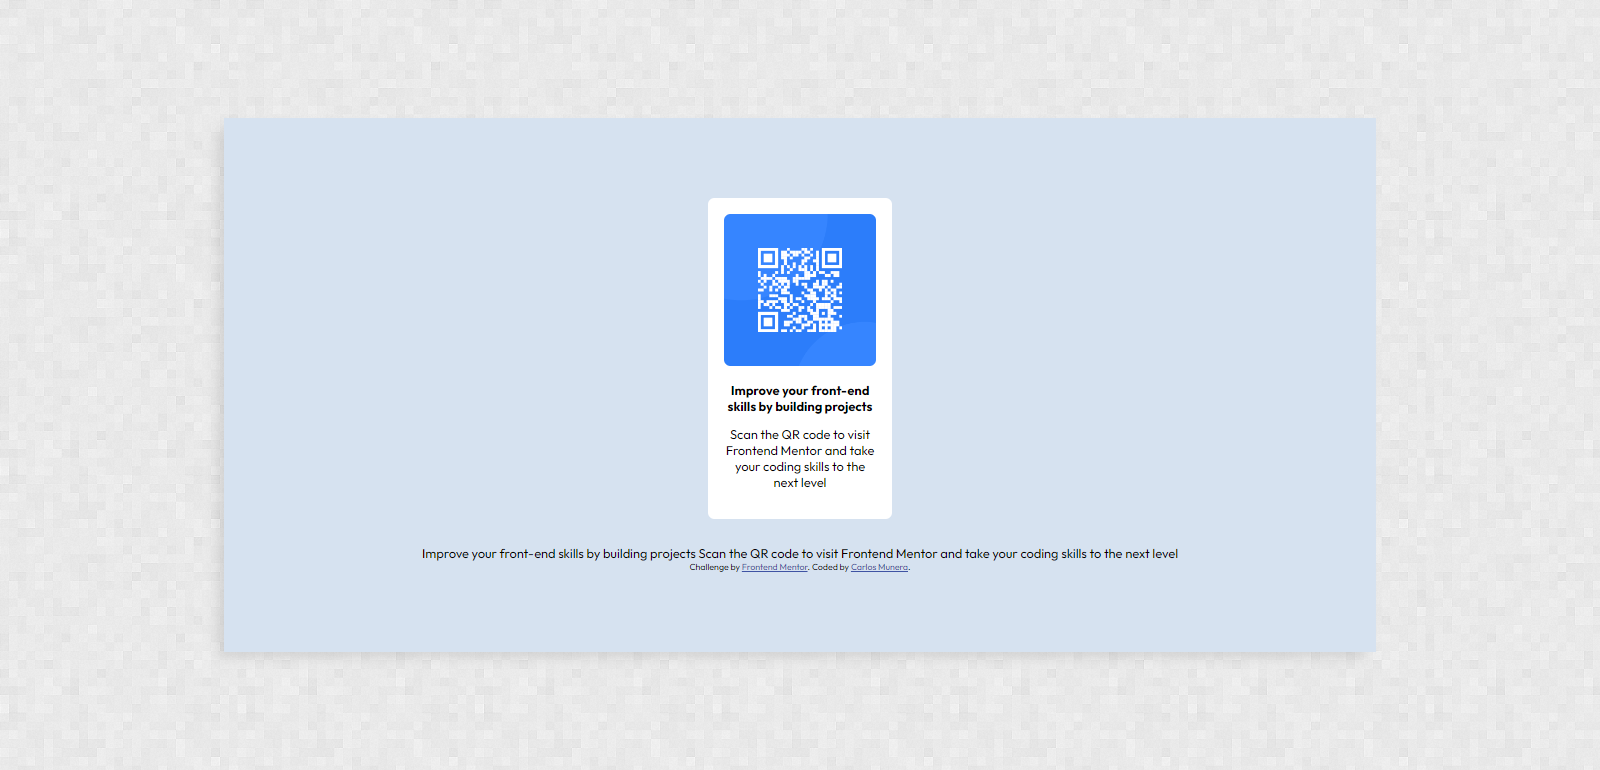 Improve your front-end
skills by building projects
Scan the QR code to visit
Frontend Mentor and take
your coding skills to the
next level
Improve your front-end skills by building projects Scan the QR code to visit Frontend Mentor and take your coding skills to the next level
Challenge by Frontend Mentor. Coded by Carlos Munera.